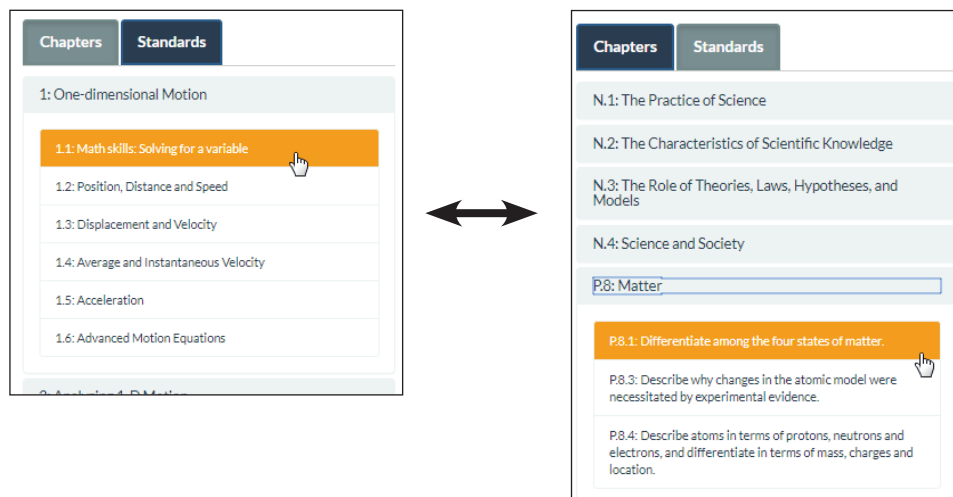 Chapters
Standards
1: One-dimensional Motion
1.1: Math skills: Solving for a variable
1.2: Position, Distance and Speed
1.3: Displacement and Velocity
1.4: Average and Instantaneous Velocity
1.5: Acceleration
1.6: Advanced Motion Equations
2: Analyzing 1-D Motion
Chapters
Standards
N.1: The Practice of Science
N.2: The Characteristics of Scientific Knowledge
N.3: The Role of Theories, Laws, Hypotheses, and
Models
N.4: Science and Society
P.8: Matter
P.8.1: Differentiate among the four states of matter.
P.8.3: Describe why changes in the atomic model were
necessitated by experimental evidence.
P.8.4: Describe atoms in terms of protons, neutrons and
electrons, and differentiate in terms of mass, charges and
location.